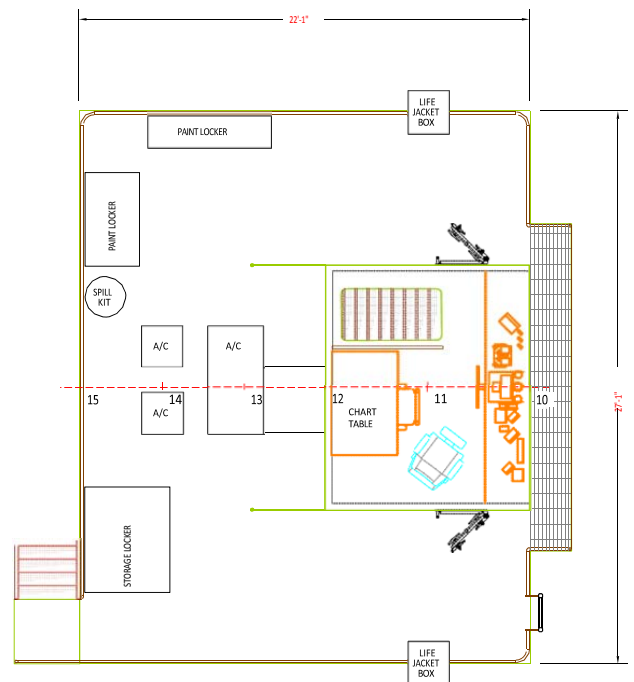 22'-1"
LIFE
JACKET
BOX
PAINT LOCKER
PAINT LOCKER
SPILL
KIT
A/C
A/C
A/C
15
14
13
12
11
10
CHART
TABLE
27'-1"
STORAGE LOCKER
LIFE
JACKET
BOX